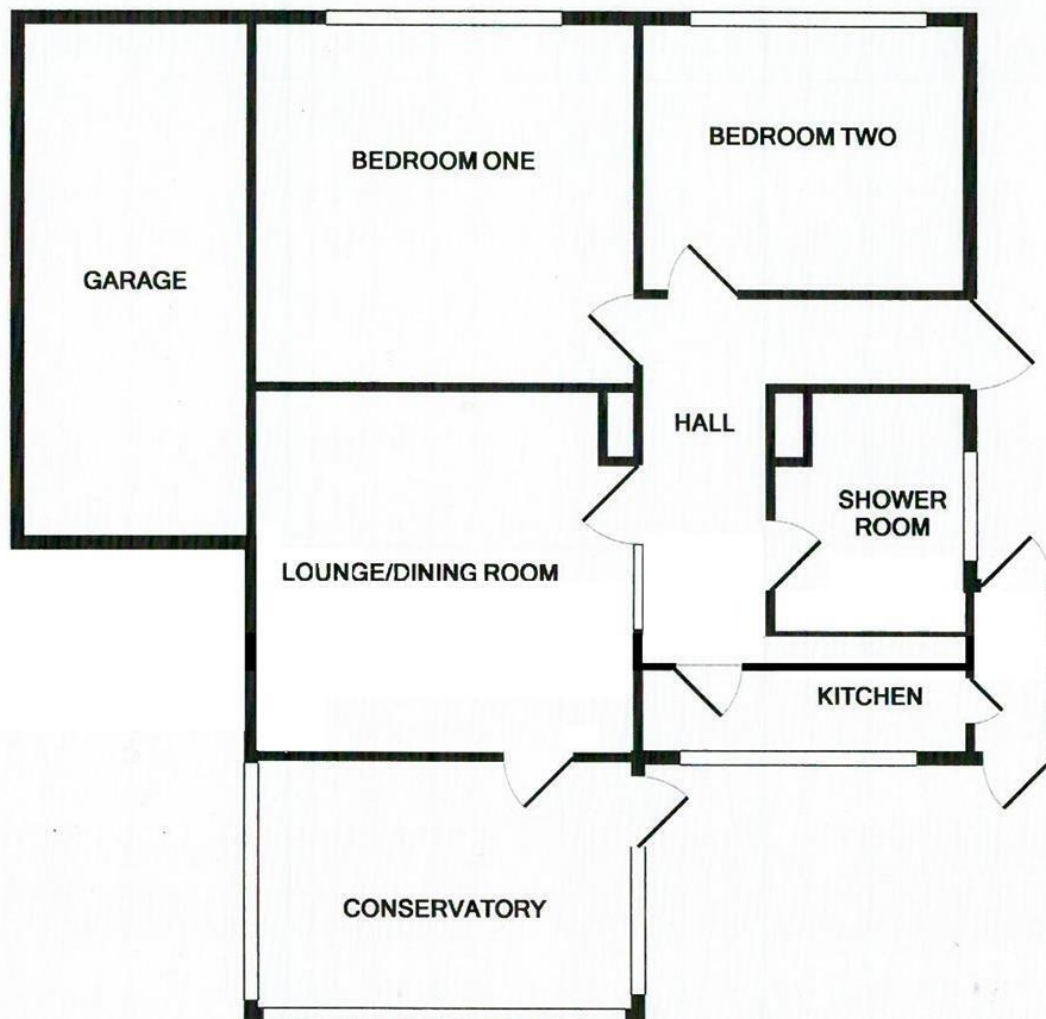 BEDROOM ONE
BEDROOM TWO
GARAGE
HALL
SHOWER
ROOM
LOUNGE/DINING ROOM
KITCHEN
CONSERVATORY